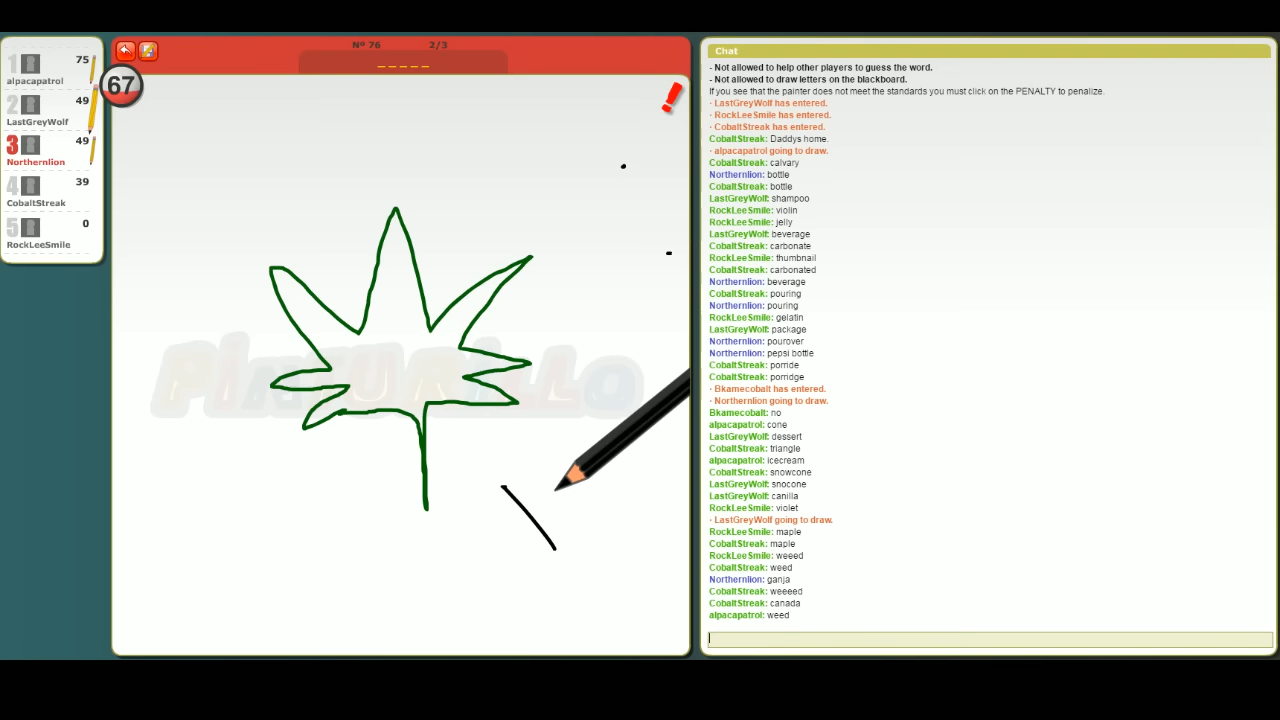 1
75
alpacapatrol
2
49
LastGreyWolf
3
49
Northernlion
4
39
CobaltStreak
5
0
RockLeeSmile
67
Nº 76
2/3
_ _ _ _ _
PINTURILLO
Chat
- Not allowed to help other players to guess the word.
- Not allowed to draw letters on the blackboard.
If you see that the painter does not meet the standards you must click on the PENALTY to penalize.
· LastGreyWolf has entered.
· RockLeeSmile has entered.
· CobaltStreak has entered.
CobaltStreak: Daddys home.
· alpacapatrol going to draw.
CobaltStreak: calvary
Northernlion: bottle
CobaltStreak: bottle
LastGreyWolf: shampoo
RockLeeSmile: violin
RockLeeSmile: jelly
LastGreyWolf: beverage
CobaltStreak: carbonate
RockLeeSmile: thumbnail
CobaltStreak: carbonated
Northernlion: beverage
CobaltStreak: pouring
Northernlion: pouring
RockLeeSmile: gelatin
LastGreyWolf: package
Northernlion: pourover
Northernlion: pepsi bottle
CobaltStreak: porride
CobaltStreak: porridge
· Bkamecobalt has entered.
· Northernlion going to draw.
Bkamecobalt: no
alpacapatrol: cone
LastGreyWolf: dessert
CobaltStreak: triangle
alpacapatrol: icecream
CobaltStreak: snowcone
LastGreyWolf: snocone
LastGreyWolf: canilla
RockLeeSmile: violet
· LastGreyWolf going to draw.
RockLeeSmile: maple
CobaltStreak: maple
RockLeeSmile: weeed
CobaltStreak: weed
Northernlion: ganja
CobaltStreak: weeeed
CobaltStreak: canada
alpacapatrol: weed